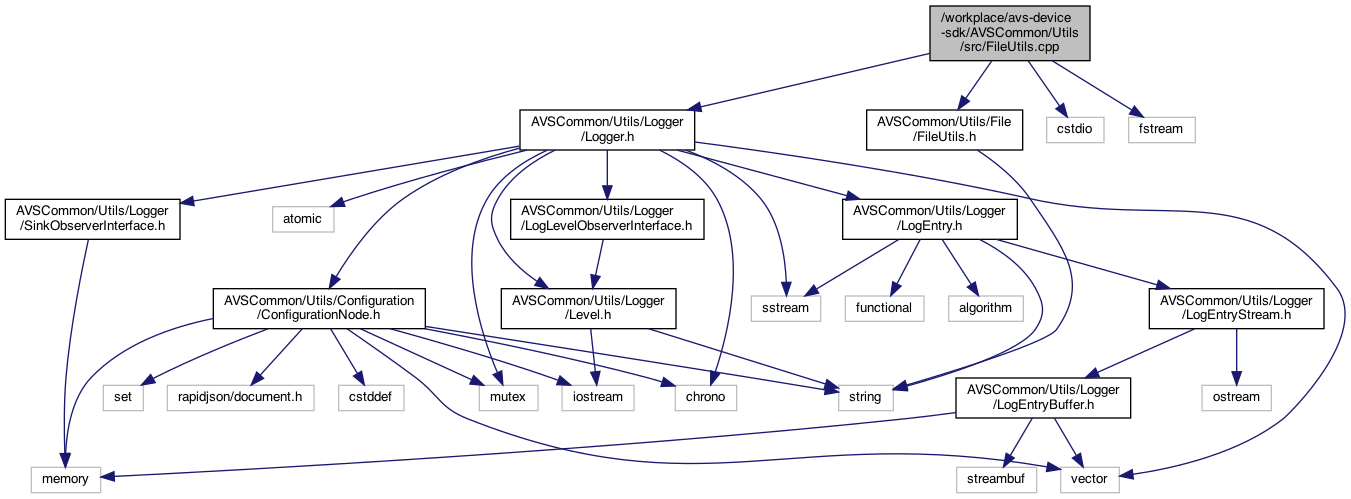 /workplace/avs-device
-sdk/AVSCommon/Utils
/src/FileUtils.cpp
AVSCommon/Utils/Logger
/Logger.h
AVSCommon/Utils/File
/FileUtils.h
cstdio
fstream
AVSCommon/Utils/Logger
/SinkObserverInterface.h
atomic
AVSCommon/Utils/Logger
/LogLevelObserverInterface.h
AVSCommon/Utils/Logger
/LogEntry.h
AVSCommon/Utils/Configuration
/ConfigurationNode.h
AVSCommon/Utils/Logger
/Level.h
sstream
functional
algorithm
AVSCommon/Utils/Logger
/LogEntryStream.h
set
rapidjson/document.h
cstddef
mutex
iostream
chrono
string
AVSCommon/Utils/Logger
/LogEntryBuffer.h
ostream
memory
streambuf
vector